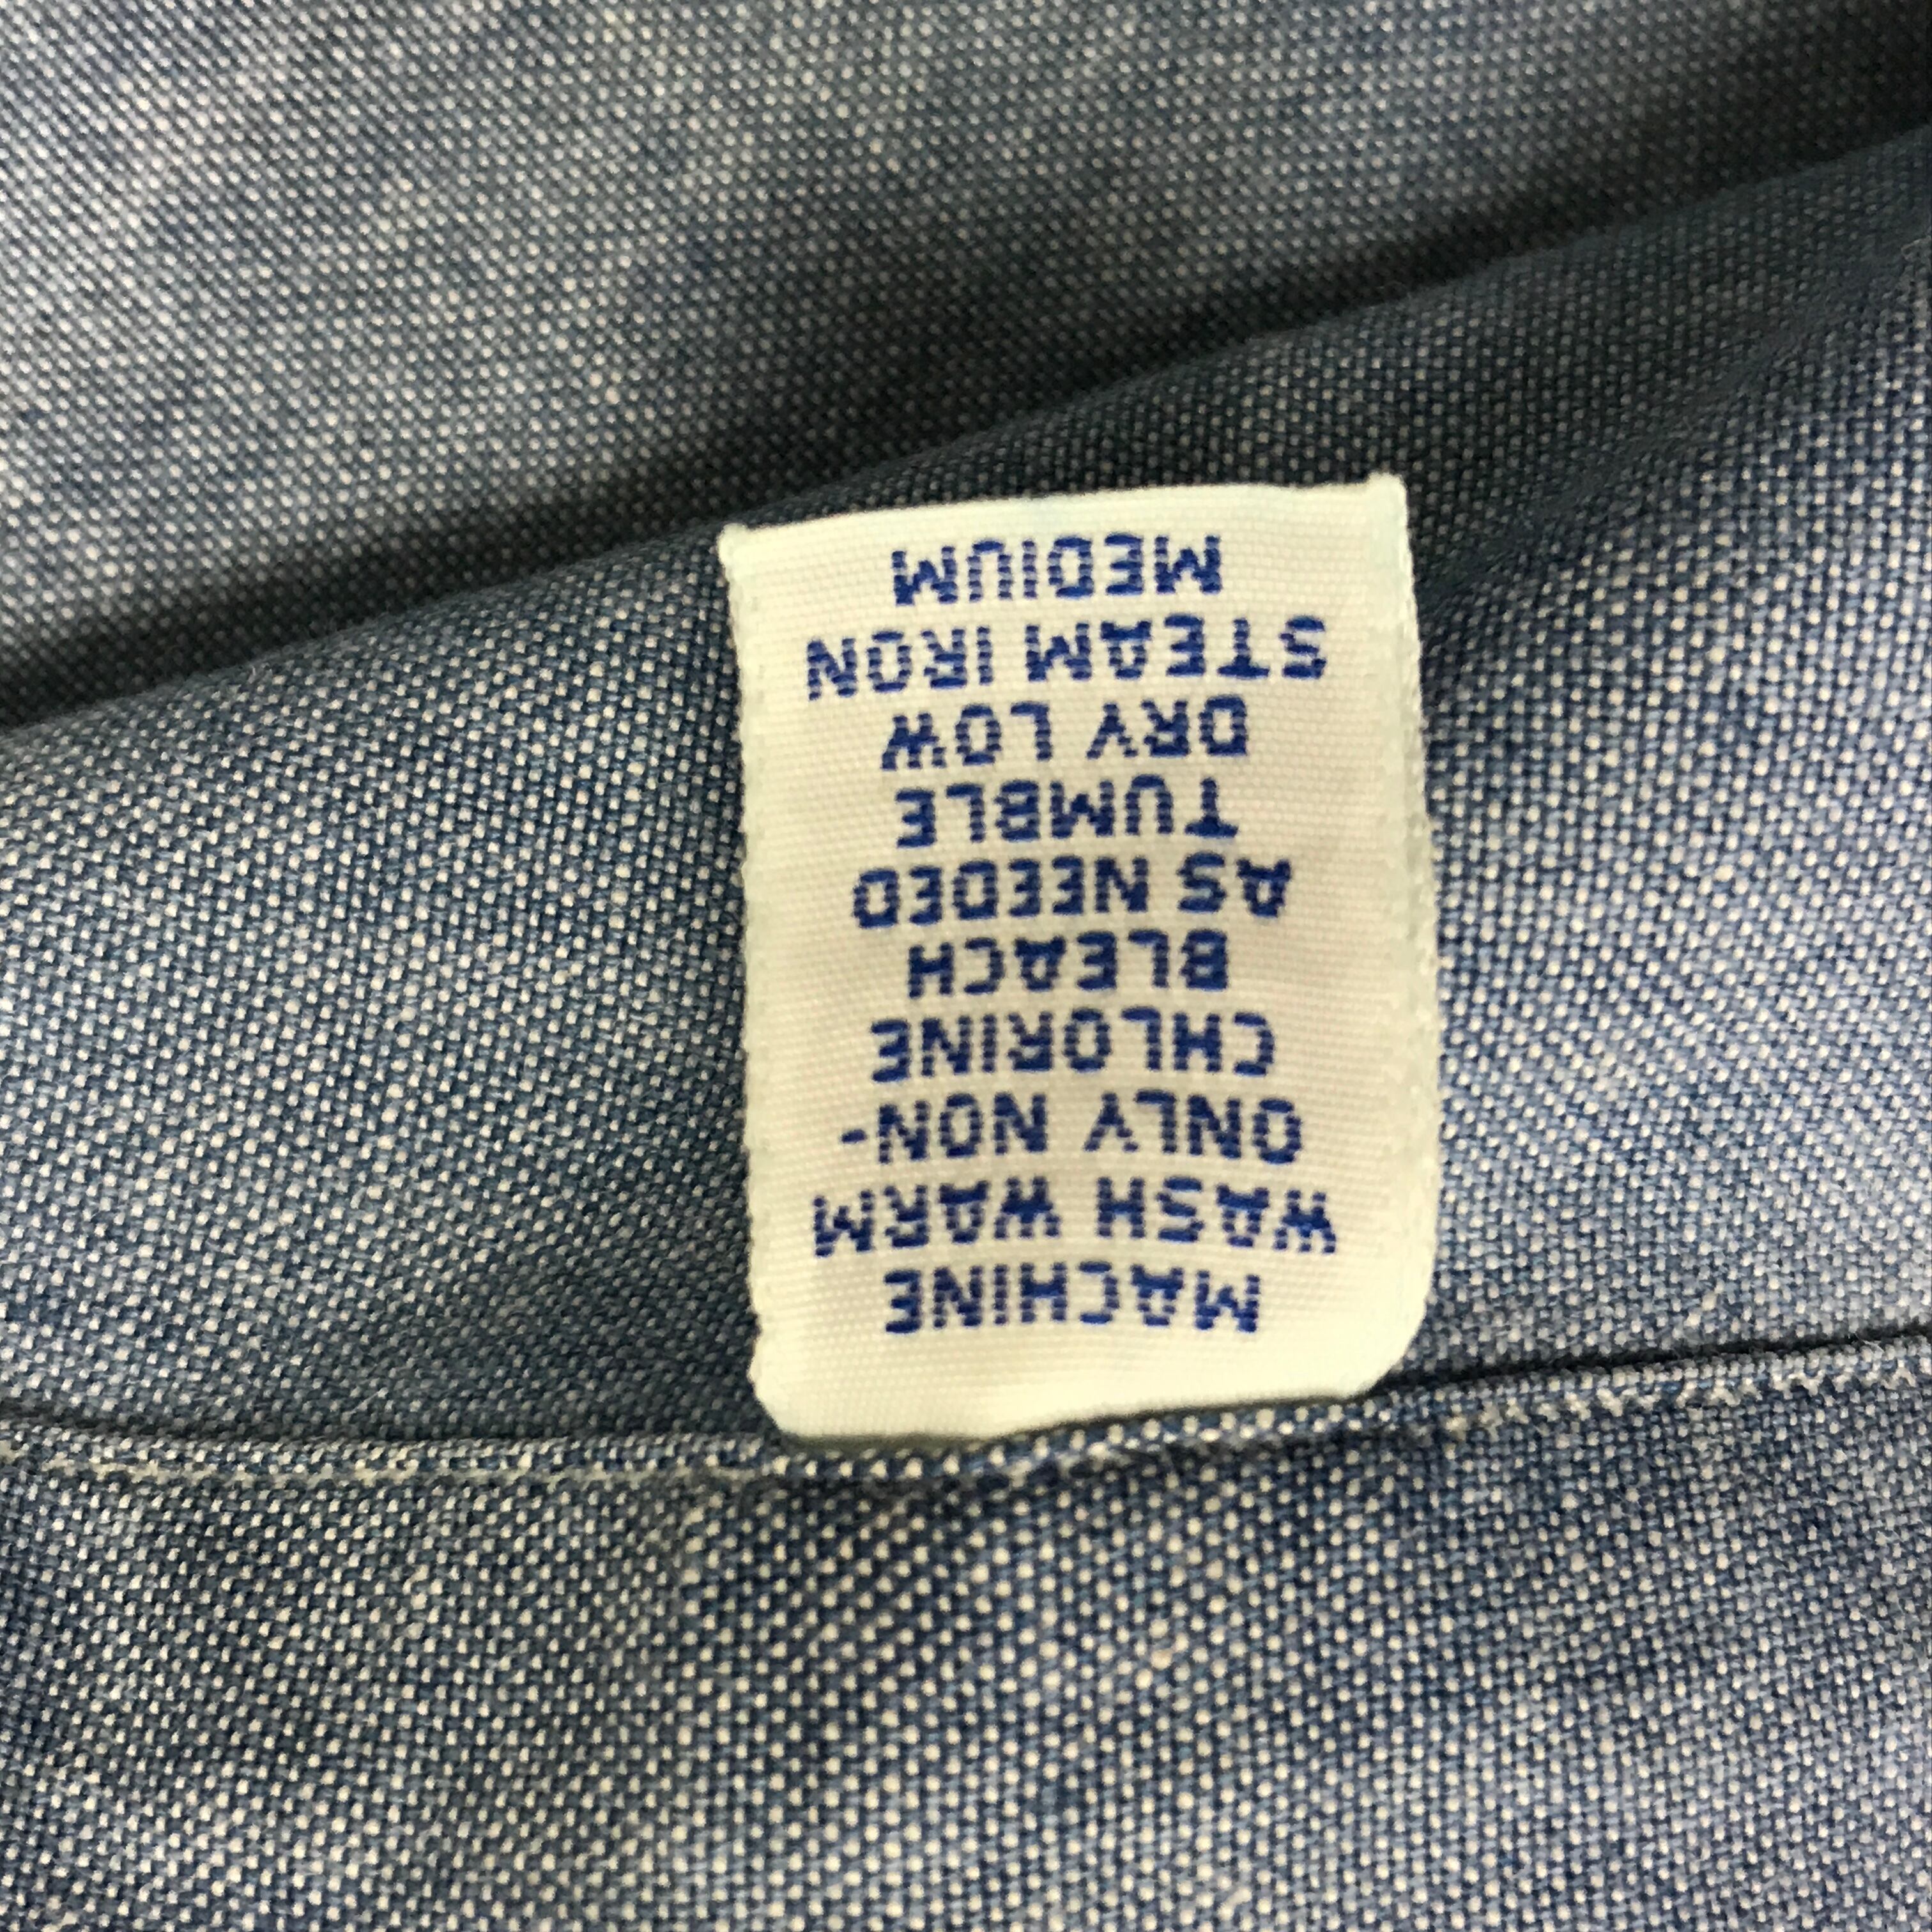 MACHINE
WASH WARM
ONLY NON-
CHLORINE
BLEACH
AS NEEDED
TUMBLE
DRY LOW
STEAM IRON
MEDIUM